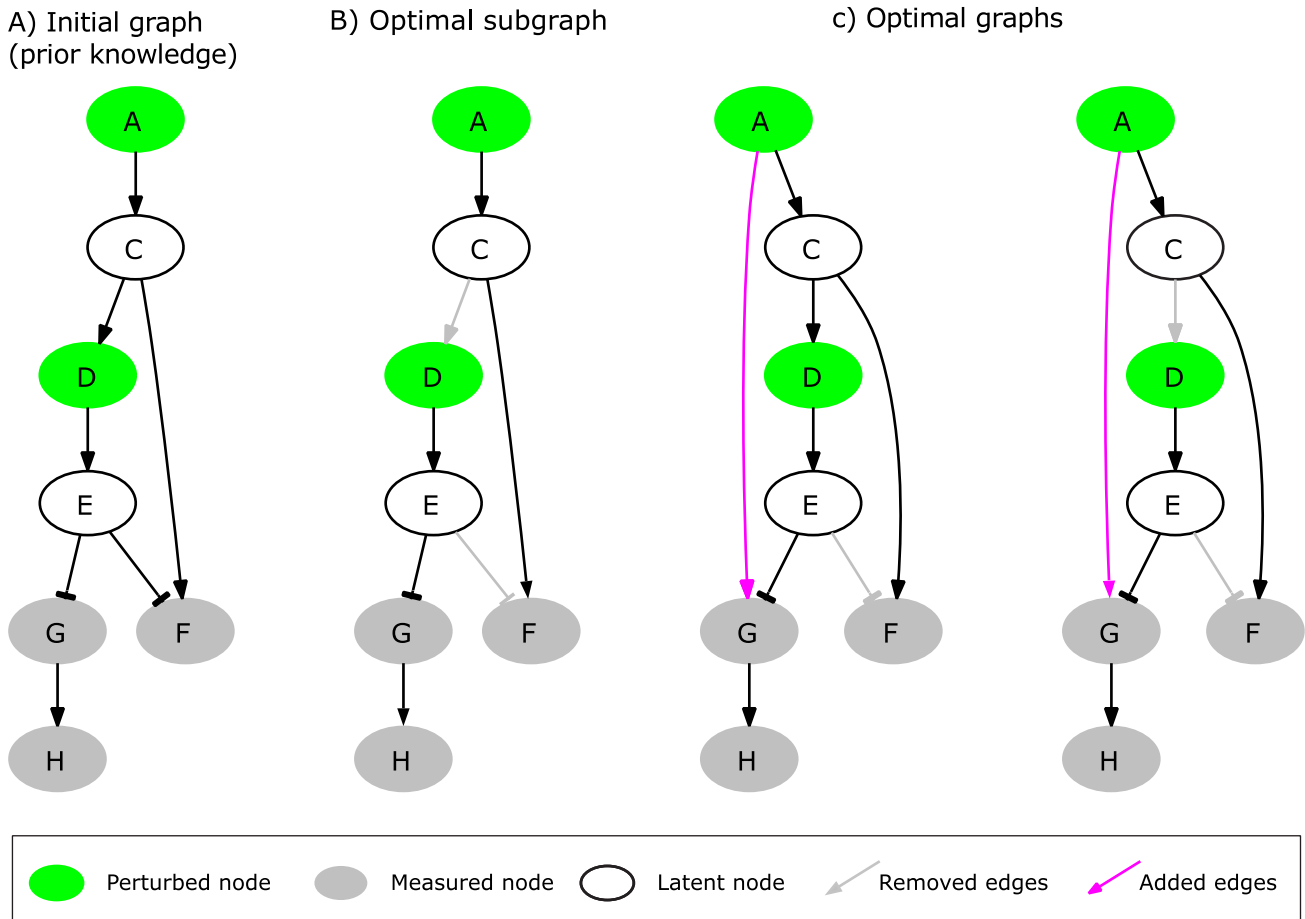 A) Initial graph
(prior knowledge)
B) Optimal subgraph
c) Optimal graphs
A
C
D
E
G
F
H
A
C
D
E
G
F
H
A
C
D
E
G
F
H
A
C
D
E
G
F
H
Perturbed node
Measured node
Latent node
Removed edges
Added edges